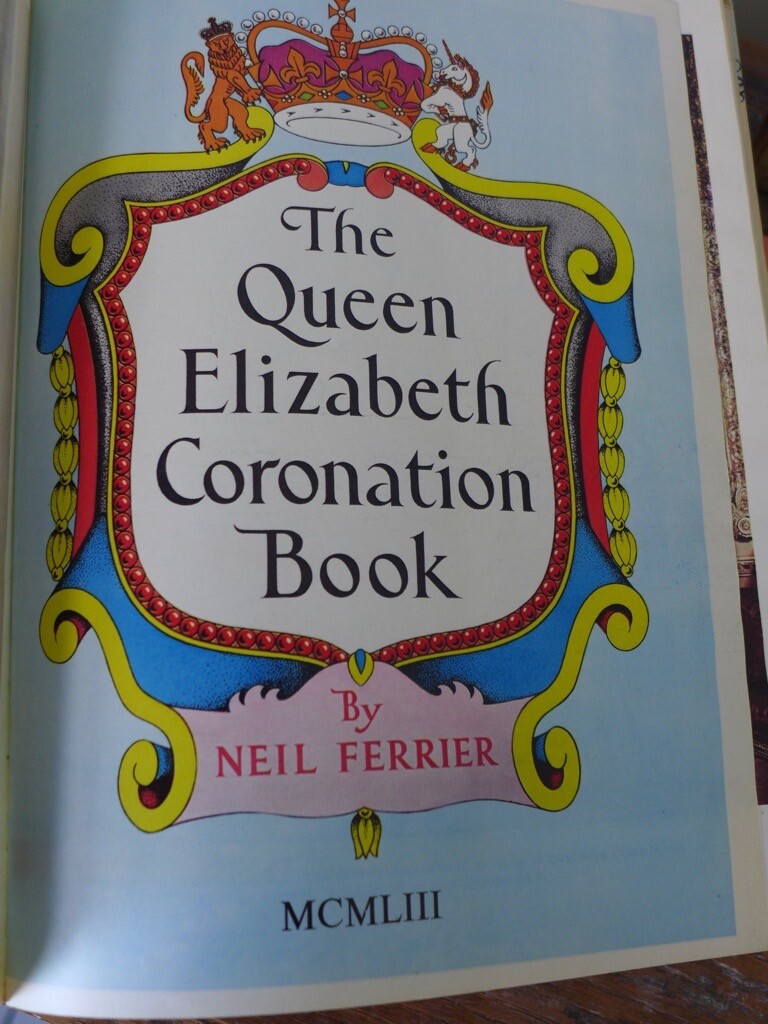 The
Queen
Elizabeth
Coronation
Book
By
NEIL FERRIER
MCMLIII